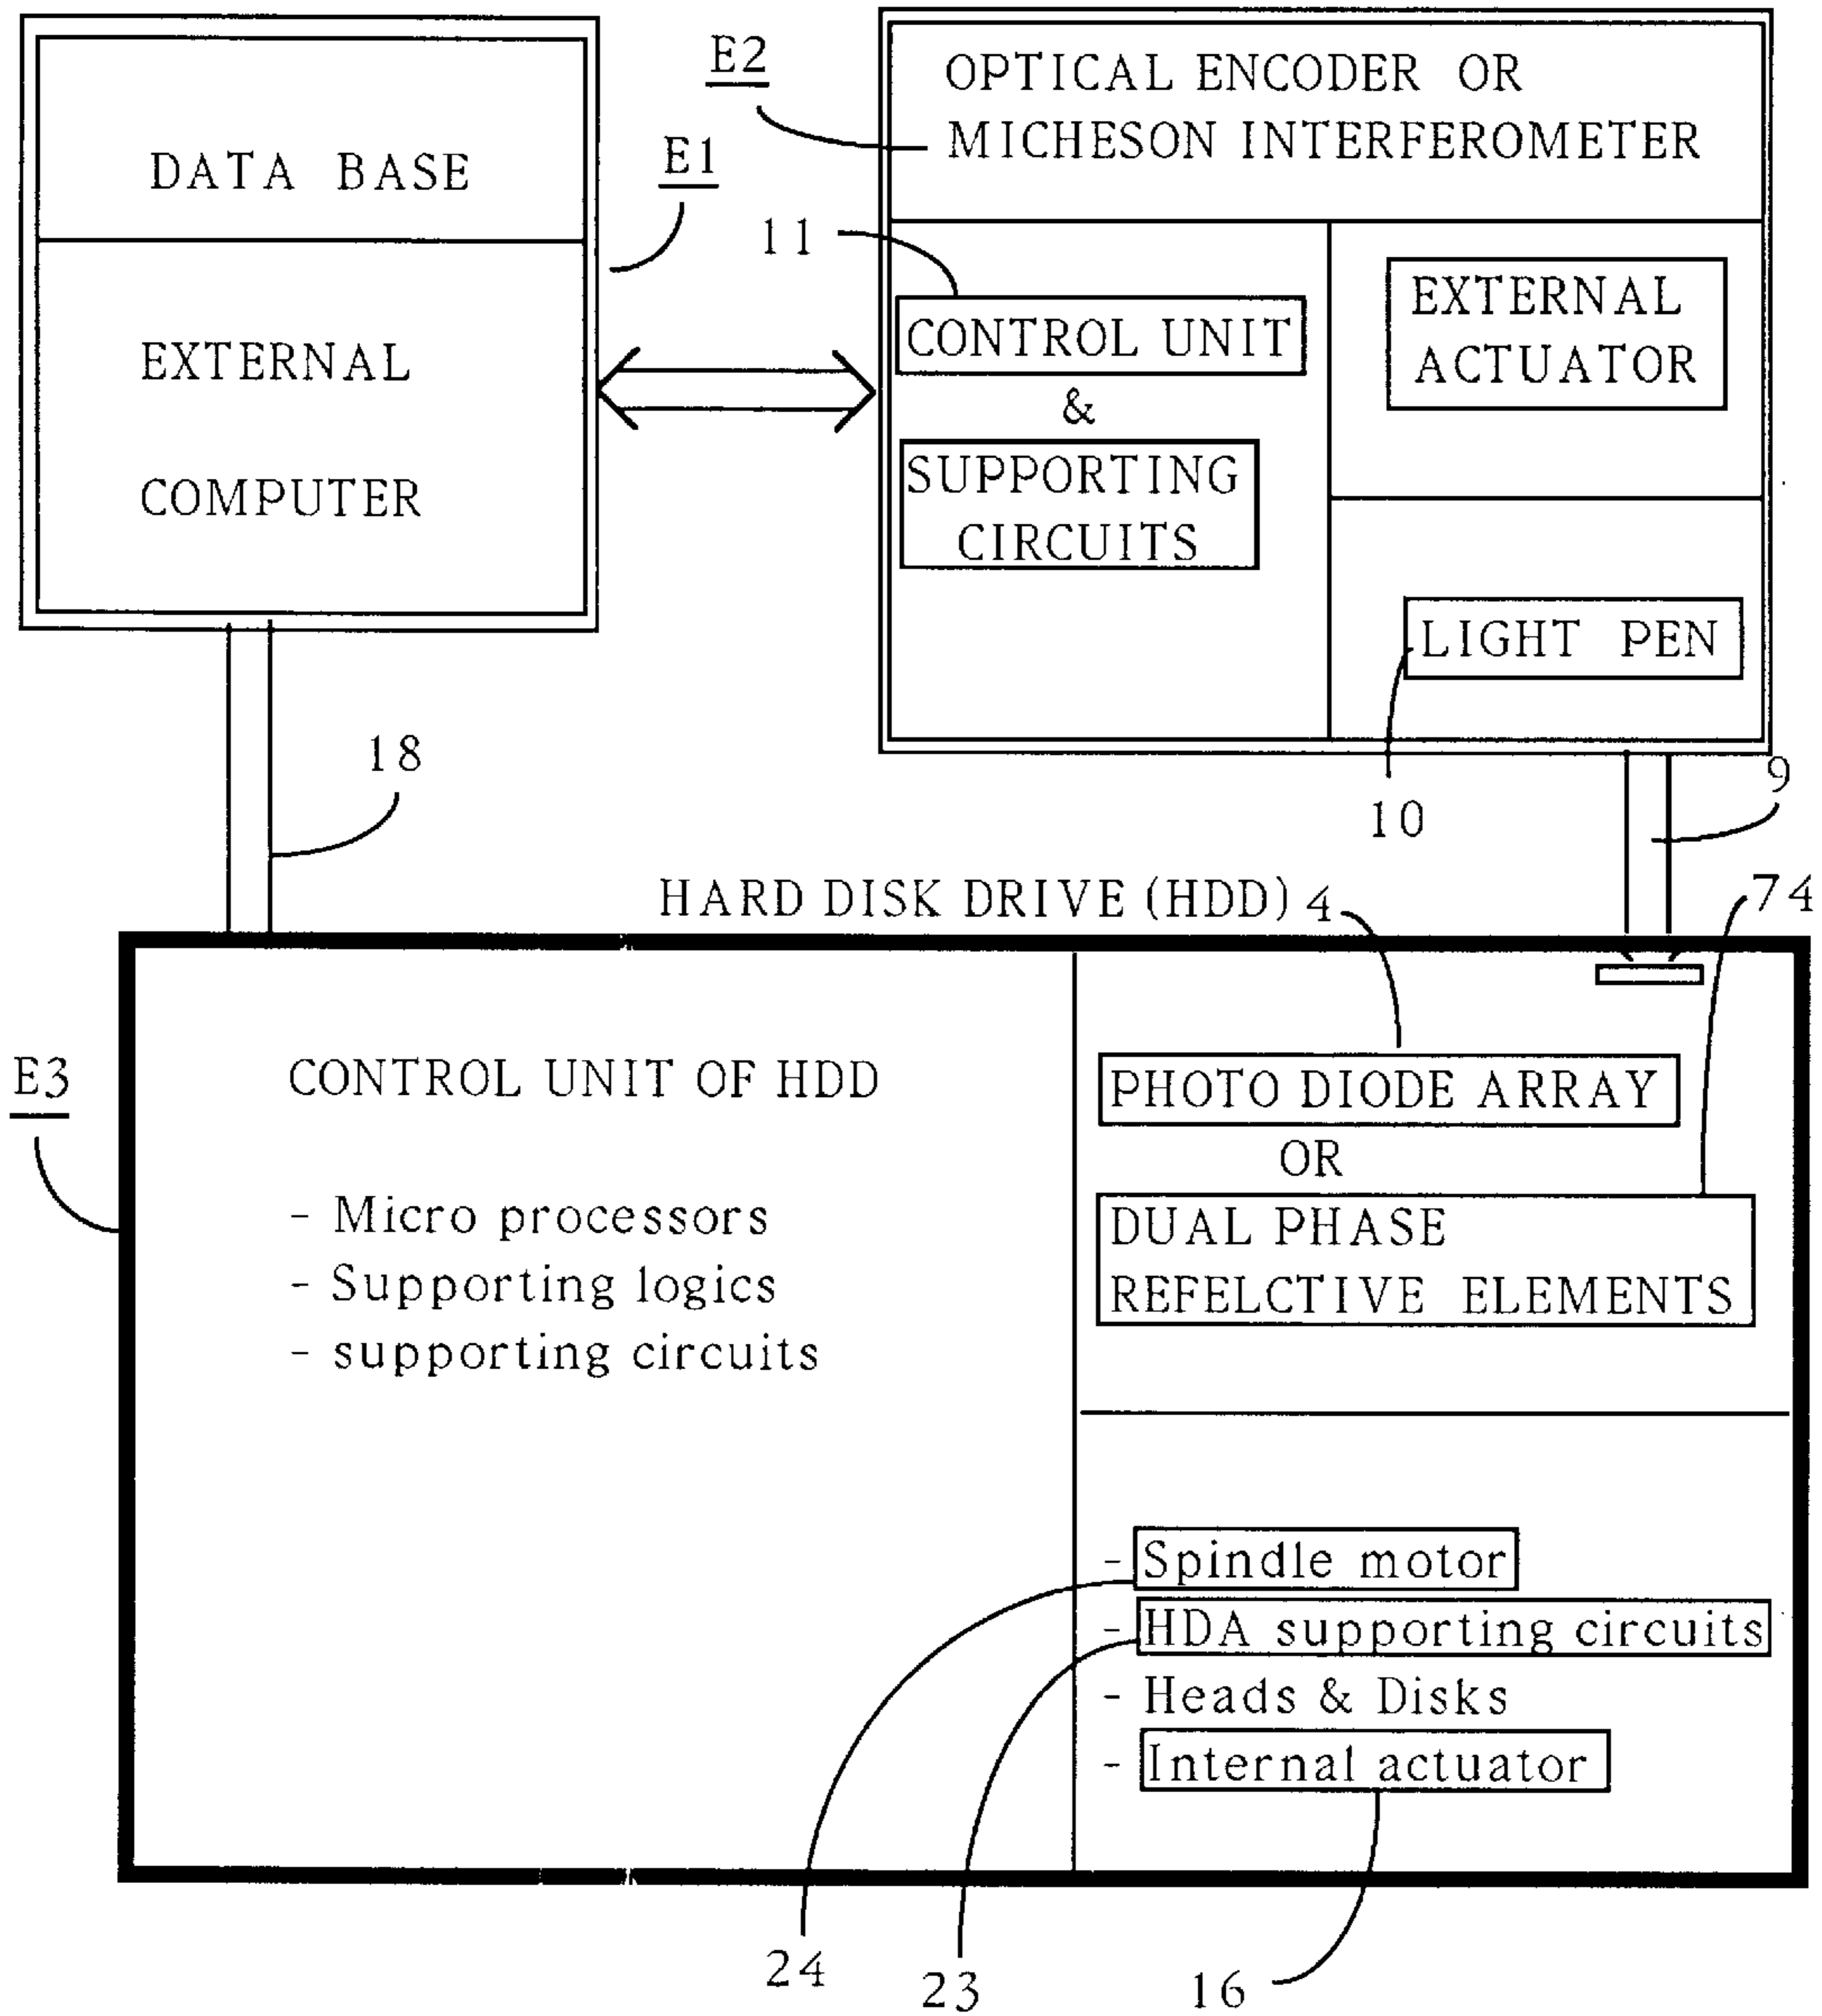 DATA BASE
EXTERNAL
COMPUTER
E1
E2
OPTICAL ENCODER OR
MICHESON INTERFEROMETER
11
CONTROL UNIT
&
SUPPORTING
CIRCUITS
EXTERNAL
ACTUATOR
LIGHT PEN
10
9
18
HARD DISK DRIVE (HDD) 4
74
E3
CONTROL UNIT OF HDD
- Micro processors
- Supporting logics
- supporting circuits
PHOTO DIODE ARRAY
OR
DUAL PHASE
REFELCTIVE ELEMENTS
- Spindle motor
- HDA supporting circuits
- Heads & Disks
- Internal actuator
24
23
16